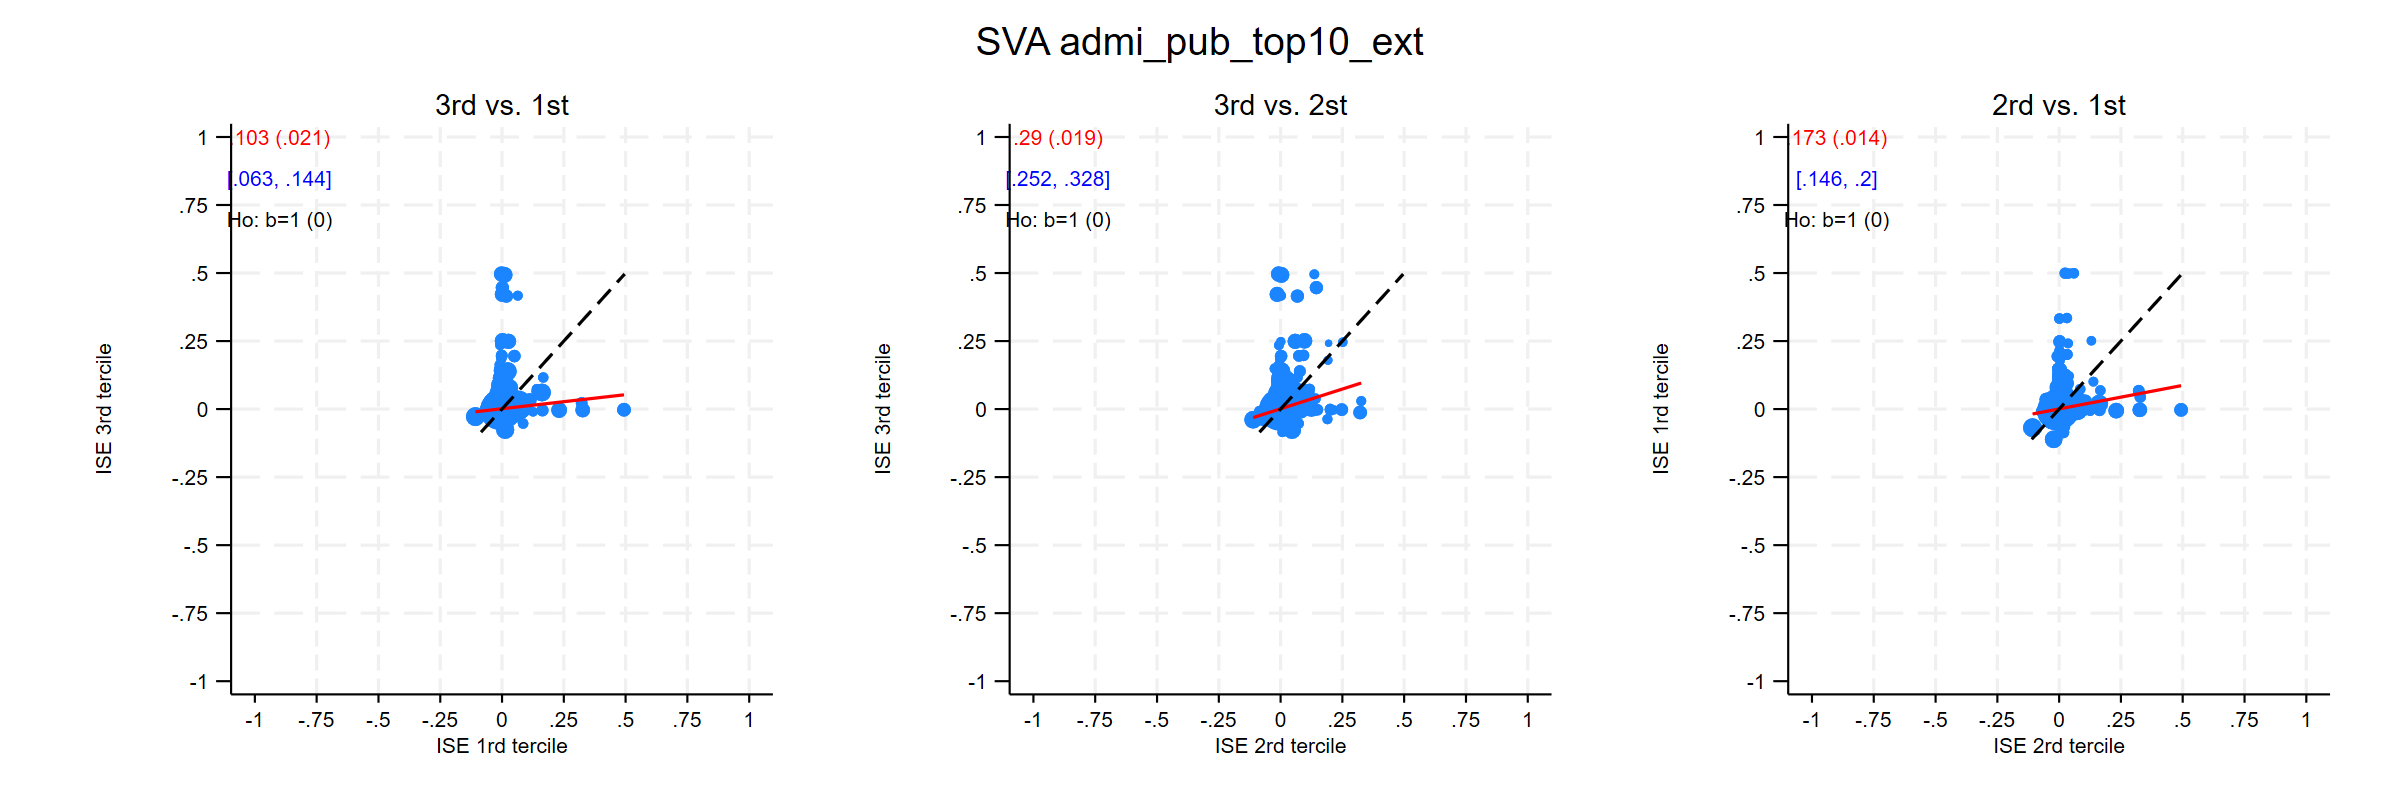 SVA admi_pub_top10_ext
3rd vs. 1st
.103 (.021)
[.063, .144]
Ho: b=1 (0)
1
.75
.5
.25
0
-.25
-.5
-.75
-1
ISE 3rd tercile
-1 -.75 -.5 -.25 0 .25 .5 .75 1
ISE 1rd tercile
3rd vs. 2st
.29 (.019)
[.252, .328]
Ho: b=1 (0)
1
.75
.5
.25
0
-.25
-.5
-.75
-1
ISE 3rd tercile
-1 -.75 -.5 -.25 0 .25 .5 .75 1
ISE 2rd tercile
2rd vs. 1st
.173 (.014)
[.146, .2]
Ho: b=1 (0)
1
.75
.5
.25
0
-.25
-.5
-.75
-1
ISE 1rd tercile
-1 -.75 -.5 -.25 0 .25 .5 .75 1
ISE 2rd tercile